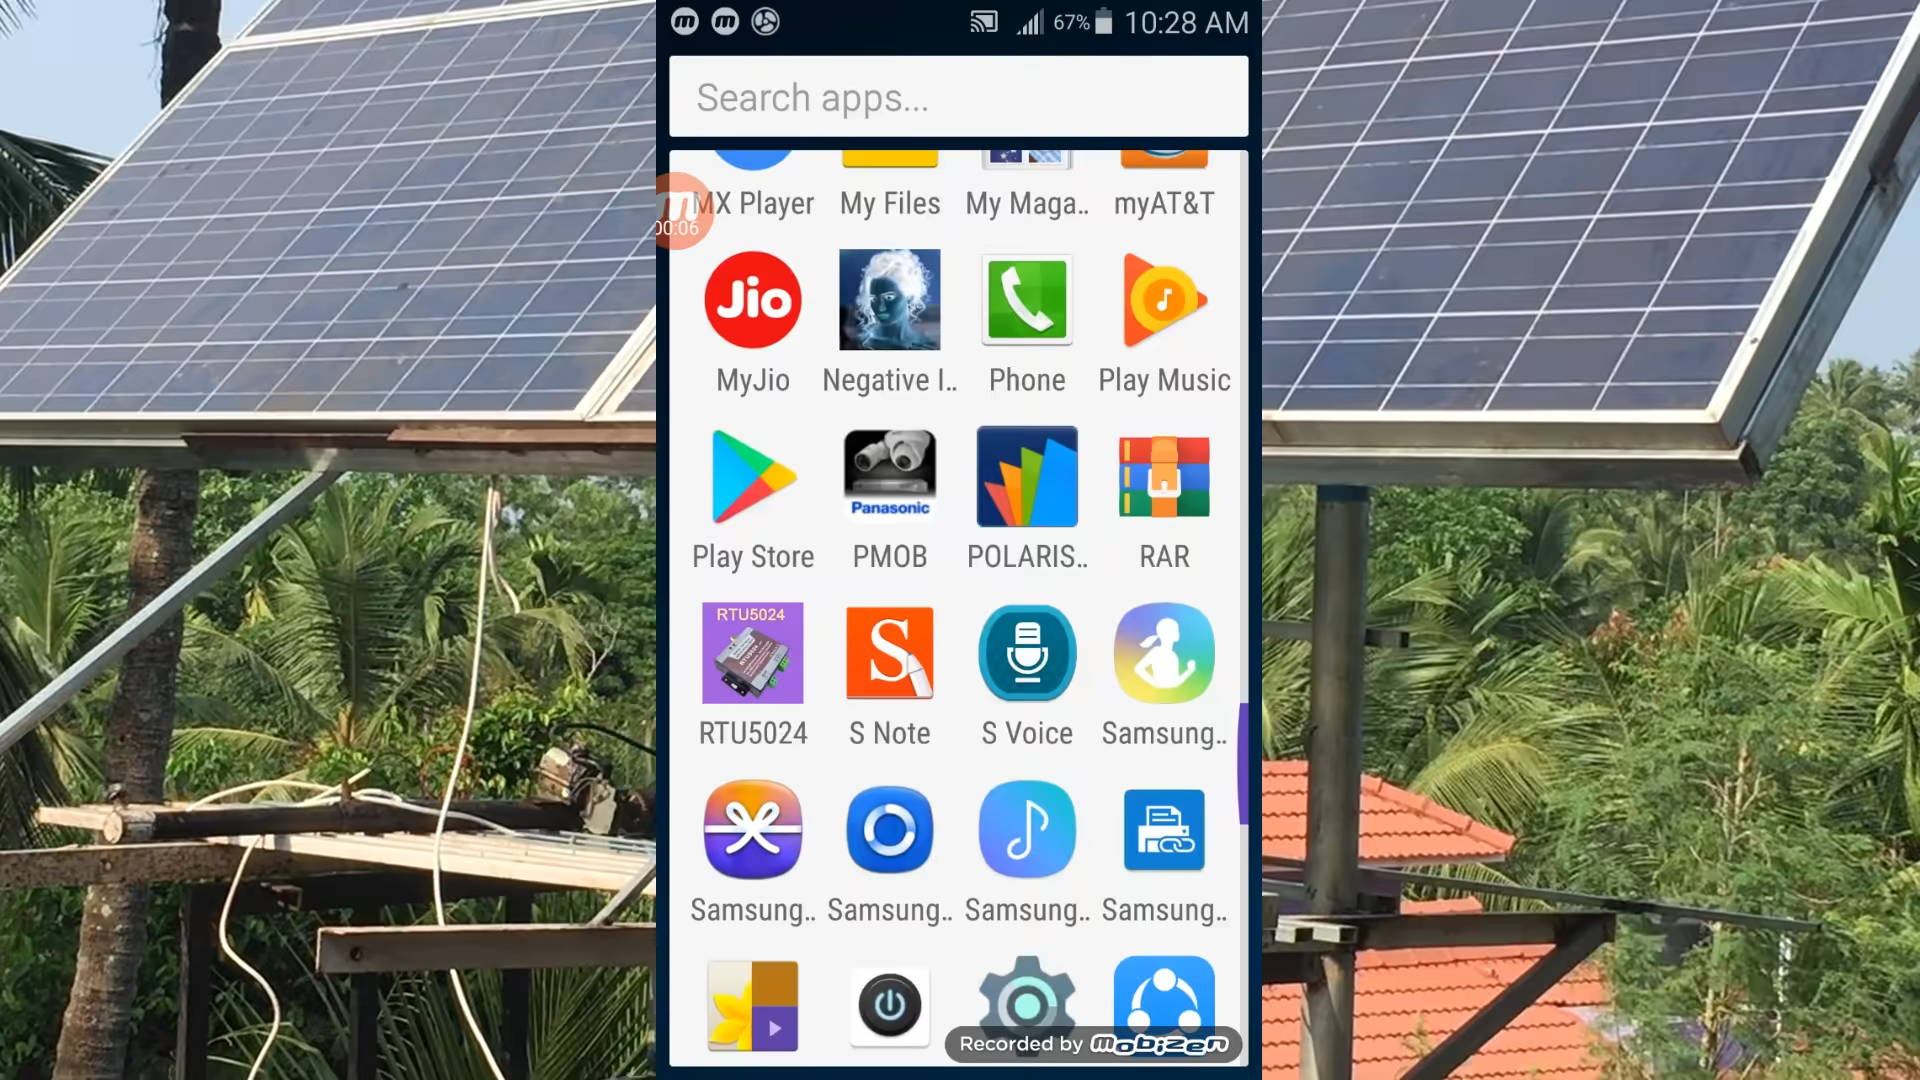 67% 10:28 AM
Search apps...
MX Player My Files My Maga.. myAT&T
00:06
Jio
MyJio Negative I.. Phone Play Music
Panasonic
Play Store PMOB POLARIS.. RAR
RTU5024
RTU5024 S Note S Voice Samsung..
Samsung.. Samsung.. Samsung.. Samsung..
Recorded by mobizen